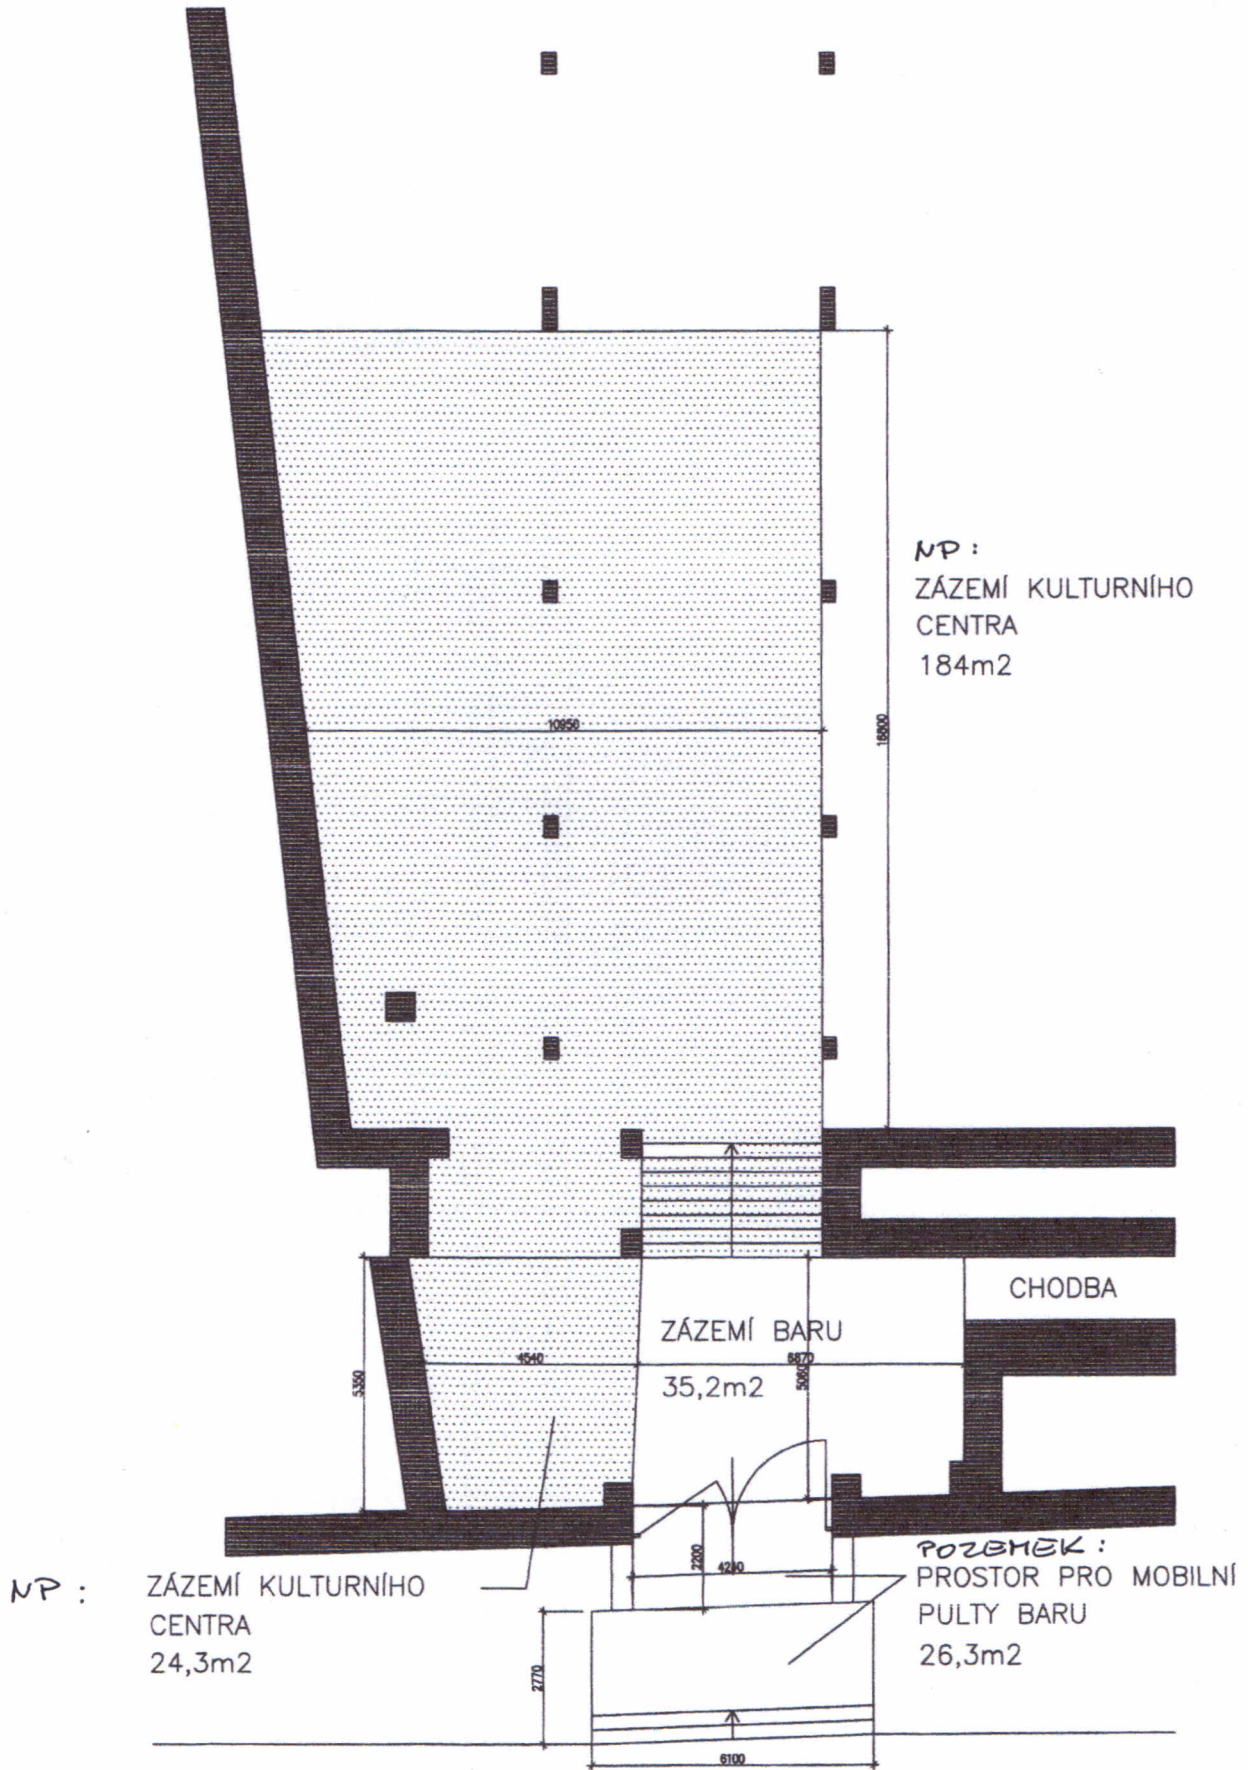 NP :
ZÁZEMÍ KULTURNÍHO
CENTRA
184m2
10950
16800
CHODBA
ZÁZEMÍ BARU
35,2m2
4540
6870
5060
5350
NP :
ZÁZEMÍ KULTURNÍHO
CENTRA
24,3m2
2200
4240
POZEMEK :
PROSTOR PRO MOBILNÍ
PULTY BARU
26,3m2
2770
6100